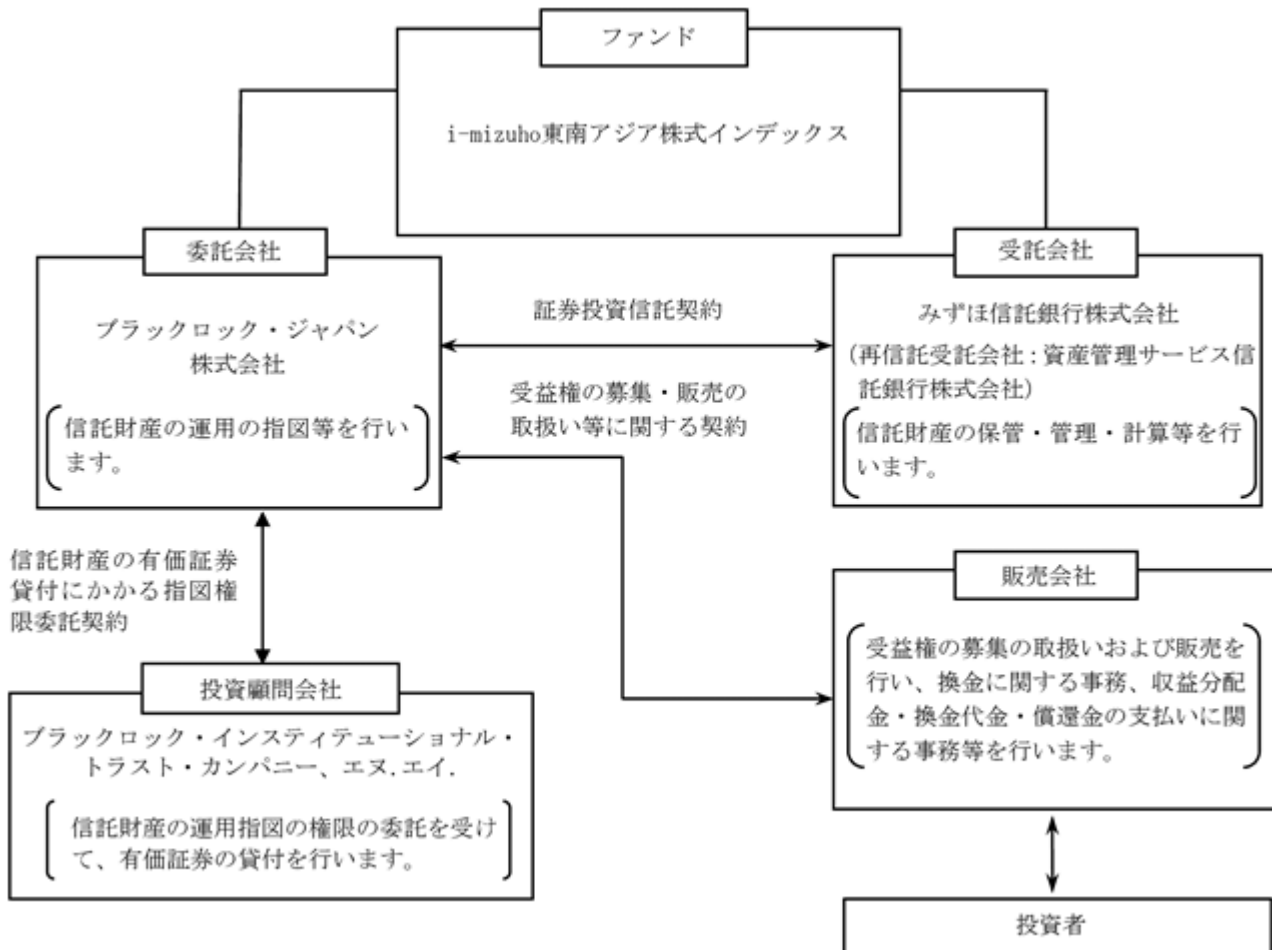 ファンド
i-mizuho東南アジア株式インデックス
委託会社
ブラックロック・ジャパン
株式会社
信託財産の運用の指図等を行い
ます。
証券投資信託契約
受益権の募集・販売の
取扱い等に関する契約
受託会社
みずほ信託銀行株式会社
(再信託受託会社:資産管理サービス信
託銀行株式会社)
信託財産の保管・管理・計算等を行
います。
信託財産の有価証券
貸付にかかる指図権
限委託契約
投資顧問会社
ブラックロック・インスティテューショナル・
トラスト・カンパニー、エヌ.エイ.
信託財産の運用指図の権限の委託を受け
て、有価証券の貸付を行います。
販売会社
受益権の募集の取扱いおよび販売を
行い、換金に関する事務、収益分配
金・換金代金・償還金の支払いに関
する事務等を行います。
投資者